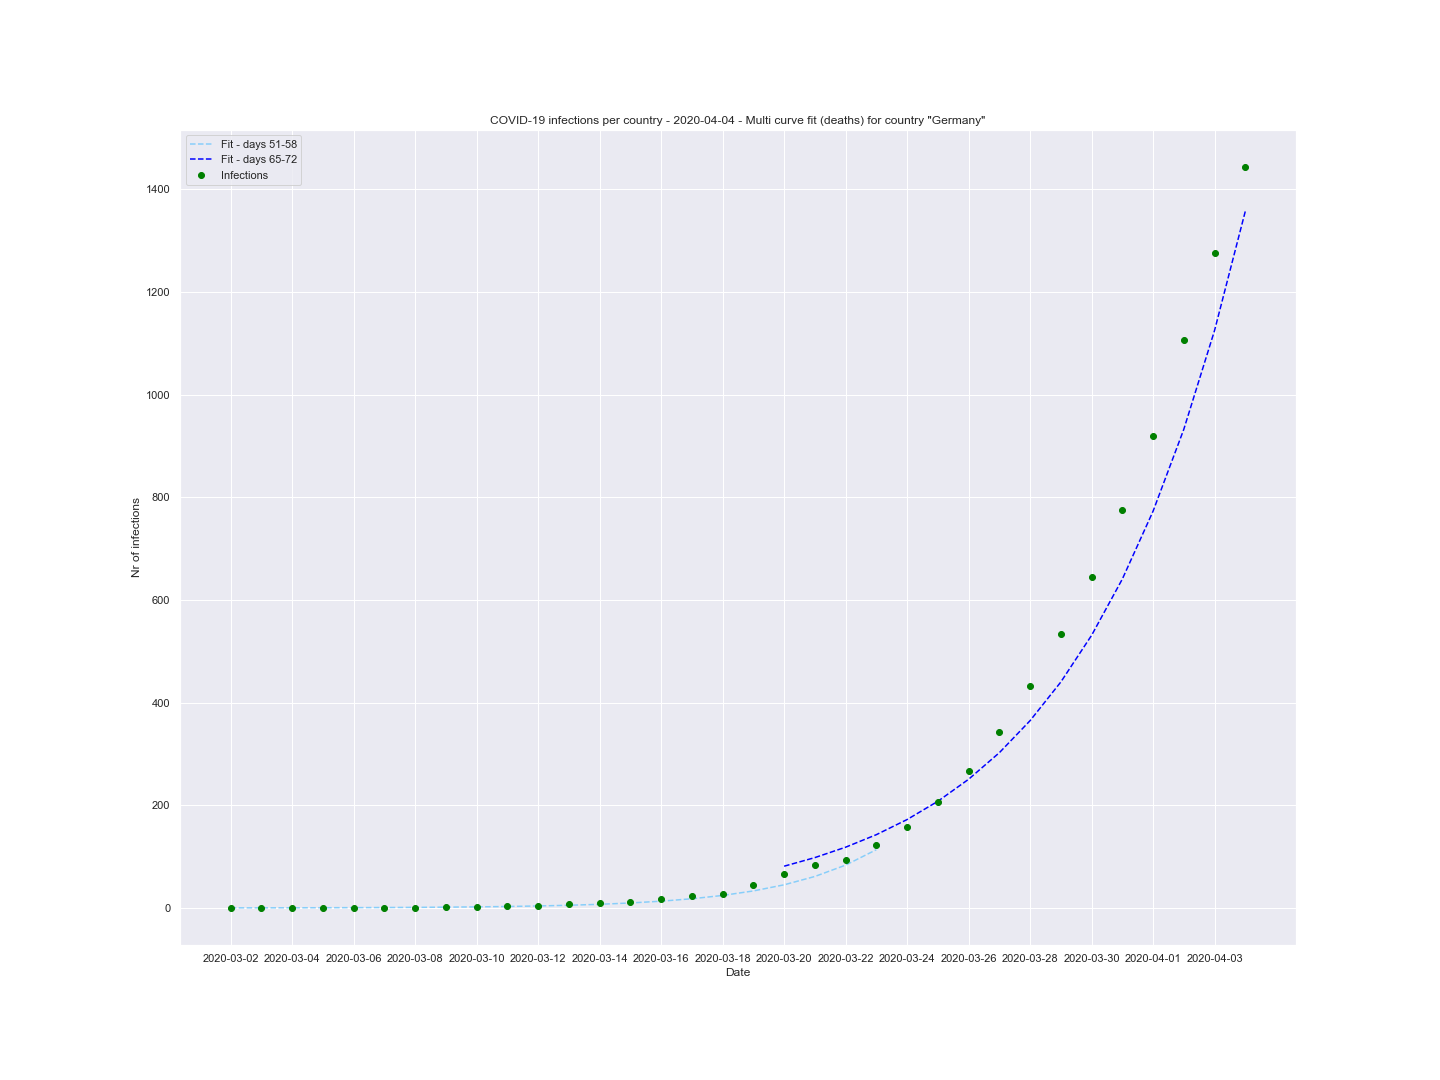 COVID-19 infections per country - 2020-04-04 - Multi curve fit (deaths) for country "Germany"
Fit - days 51-58
Fit - days 65-72
Infections
1400
1200
1000
800
600
400
200
0
Nr of infections
2020-03-02 2020-03-04 2020-03-06 2020-03-08 2020-03-10 2020-03-12 2020-03-14 2020-03-16 2020-03-18 2020-03-20 2020-03-22 2020-03-24 2020-03-26 2020-03-28 2020-03-30 2020-04-01 2020-04-03
Date